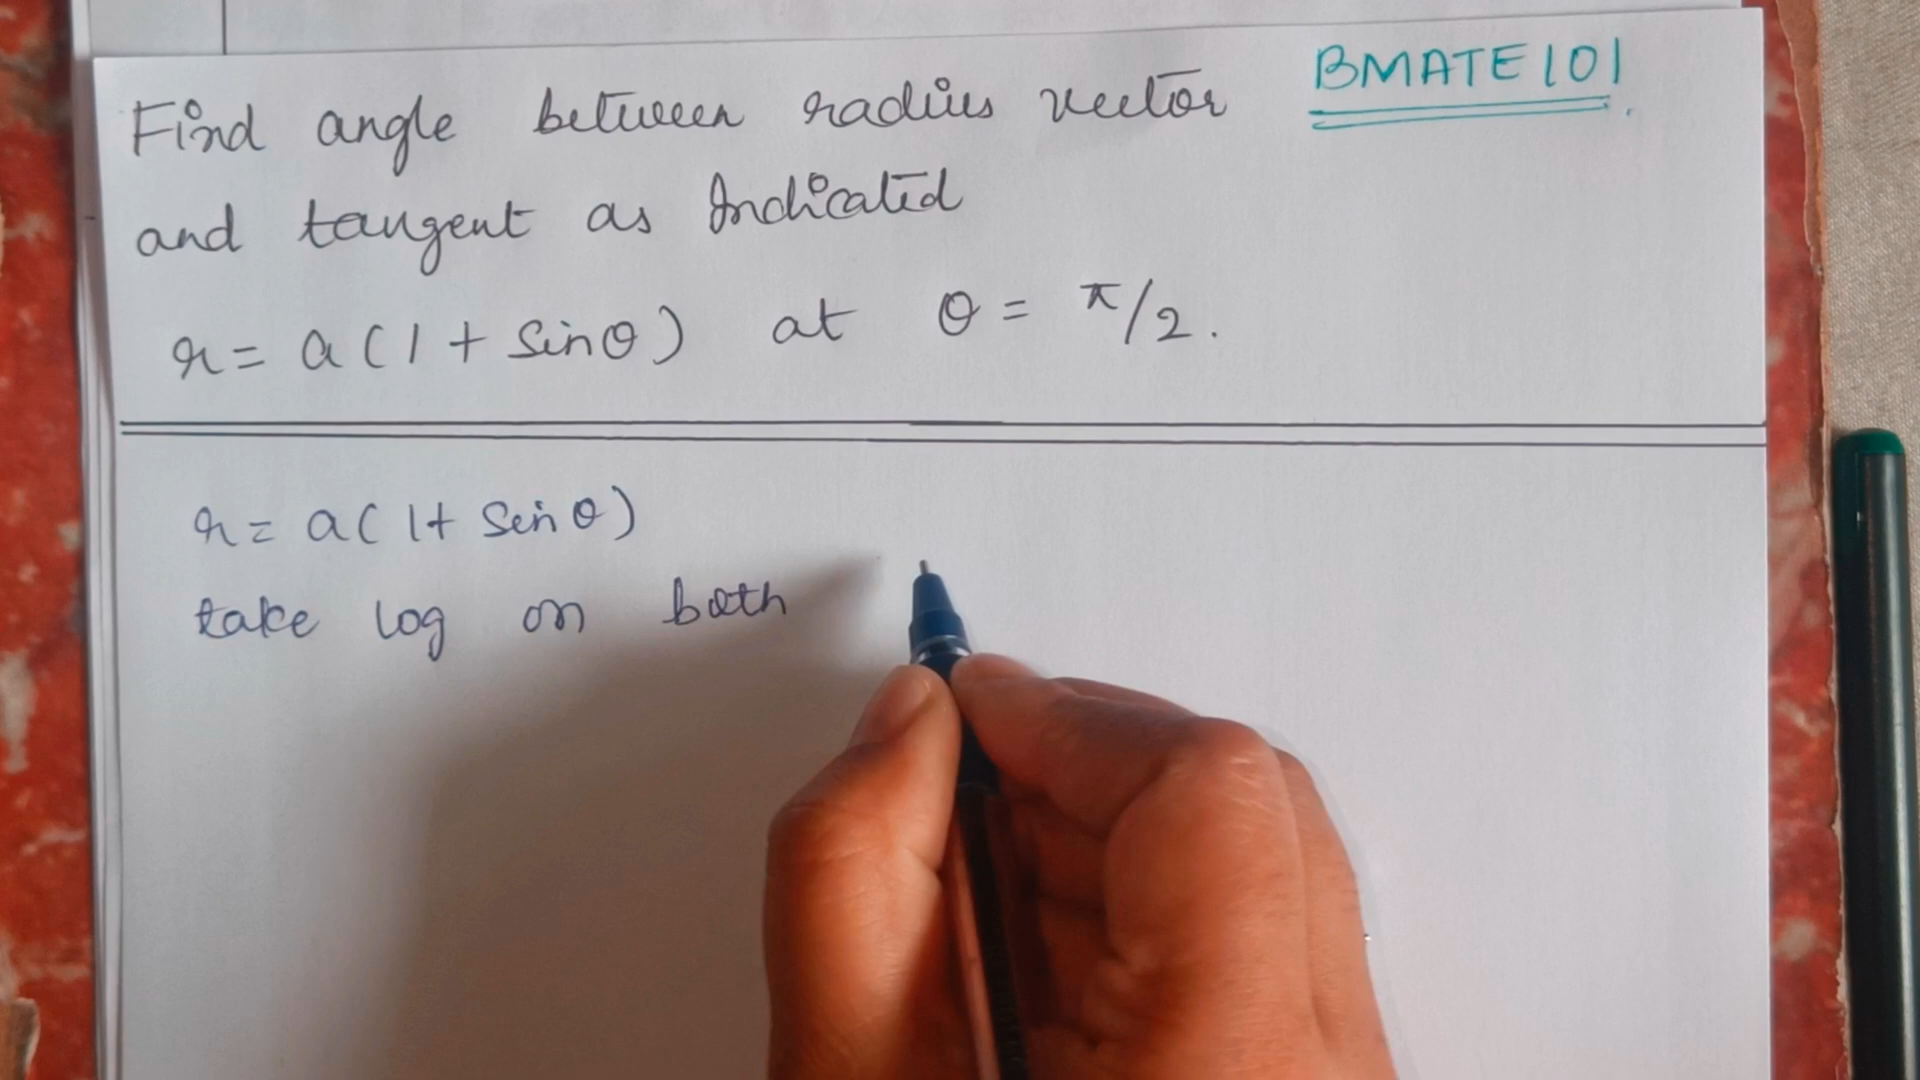 Find angle between radius vector BMATE101
and tangent as Indicated
r = a(1 + Sinθ) at θ = π/2.
r = a(1+ Sinθ)
take log on both